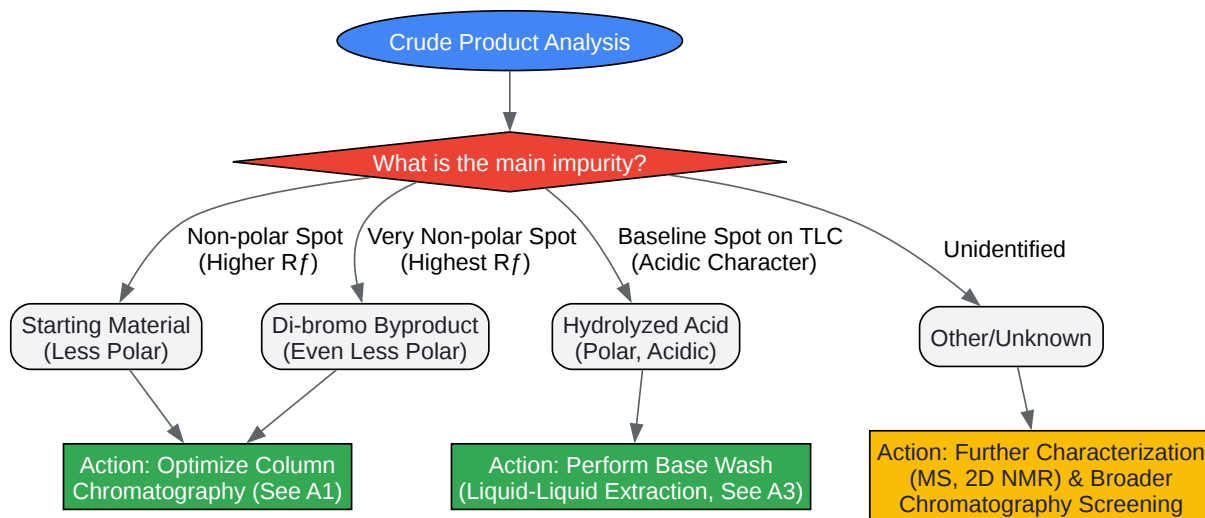 Crude Product Analysis
What is the main impurity?
Non-polar Spot
(Higher Rƒ)
Very Non-polar Spot
(Highest Rƒ)
Baseline Spot on TLC
(Acidic Character)
Unidentified
Starting Material
(Less Polar)
Di-bromo Byproduct
(Even Less Polar)
Hydrolyzed Acid
(Polar, Acidic)
Other/Unknown
Action: Optimize Column
Chromatography (See A1)
Action: Perform Base Wash
(Liquid-Liquid Extraction, See A3)
Action: Further Characterization
(MS, 2D NMR) & Broader
Chromatography Screening